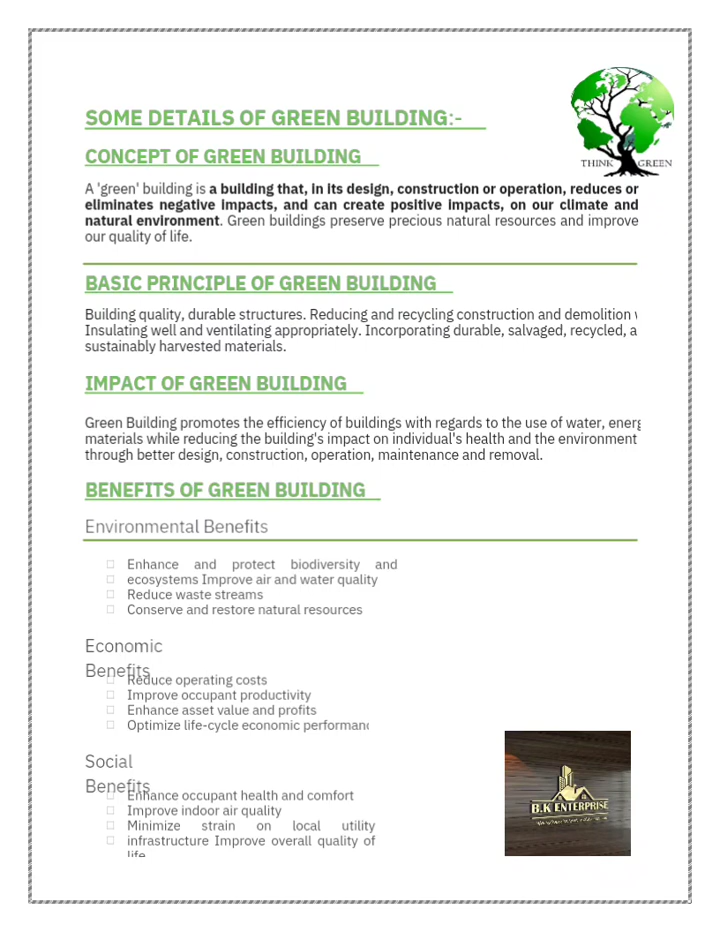 SOME DETAILS OF GREEN BUILDING:-
THINK GREEN
CONCEPT OF GREEN BUILDING
A 'green' building is a building that, in its design, construction or operation, reduces or
eliminates negative impacts, and can create positive impacts, on our climate and
natural environment. Green buildings preserve precious natural resources and improve
our quality of life.
BASIC PRINCIPLE OF GREEN BUILDING
Building quality, durable structures. Reducing and recycling construction and demolition
Insulating well and ventilating appropriately. Incorporating durable, salvaged, recycled, a
sustainably harvested materials.
IMPACT OF GREEN BUILDING
Green Building promotes the efficiency of buildings with regards to the use of water, energ
materials while reducing the building's impact on individual's health and the environment
through better design, construction, operation, maintenance and removal.
BENEFITS OF GREEN BUILDING
Environmental Benefits
Enhance and protect biodiversity and
ecosystems Improve air and water quality
Reduce waste streams
Conserve and restore natural resources
Economic
Benefits
Reduce operating costs
Improve occupant productivity
Enhance asset value and profits
Optimize life-cycle economic performanc
Social
Benefits
Enhance occupant health and comfort
Improve indoor air quality
Minimize strain on local utility
infrastructure Improve overall quality of
life
B.K ENTERPRISE